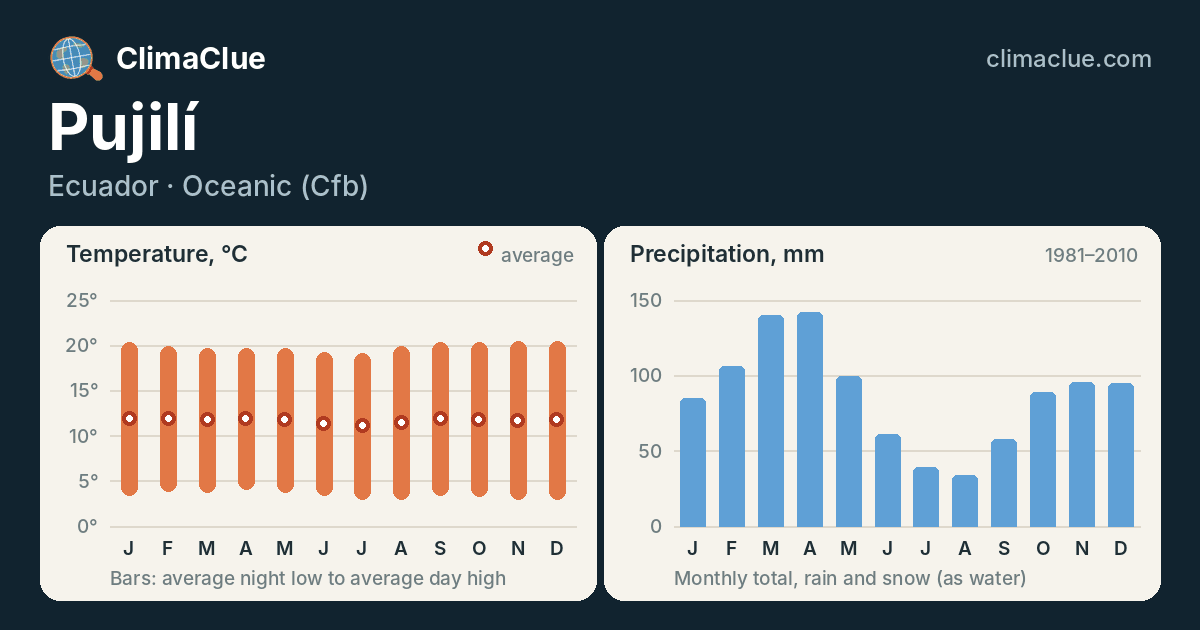 ClimaClue
climaclue.com
Pujilí
Ecuador · Oceanic (Cfb)
Temperature, °C
average
25°
20°
15°
10°
5°
0°
J F M A M J J A S O N D
Bars: average night low to average day high
Precipitation, mm
1981–2010
150
100
50
0
J F M A M J J A S O N D
Monthly total, rain and snow (as water)